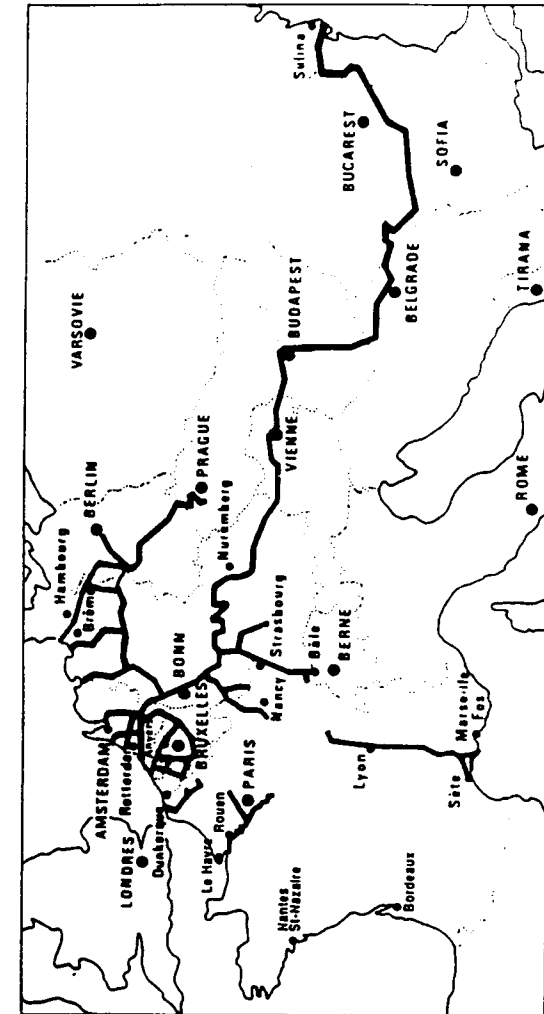 Hambourg
Brême
BERLIN
VARSOVIE
AMSTERDAM
Rotterdam
Anvers
LONDRES
Dunkerque
BRUXELLES
BONN
PRAGUE
Nuremberg
Le Havre
Rouen
PARIS
Nancy
Strasbourg
Bâle
BERNE
VIENNE
BUDAPEST
Nantes
St-Nazaire
Bordeaux
Lyon
Sète
Marseille
Fos
BELGRADE
BUCAREST
Sulina
SOFIA
ROME
TIRANA